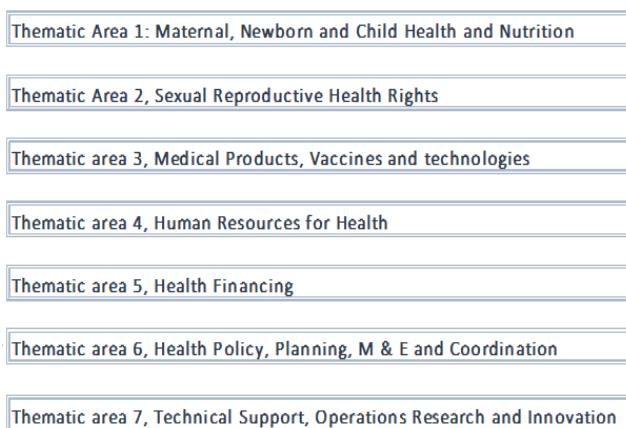 Thematic Area 1: Maternal, Newborn and Child Health and Nutrition
Thematic Area 2, Sexual Reproductive Health Rights
Thematic area 3, Medical Products, Vaccines and technologies
Thematic area 4, Human Resources for Health
Thematic area 5, Health Financing
Thematic area 6, Health Policy, Planning, M & E and Coordination
Thematic area 7, Technical Support, Operations Research and Innovation